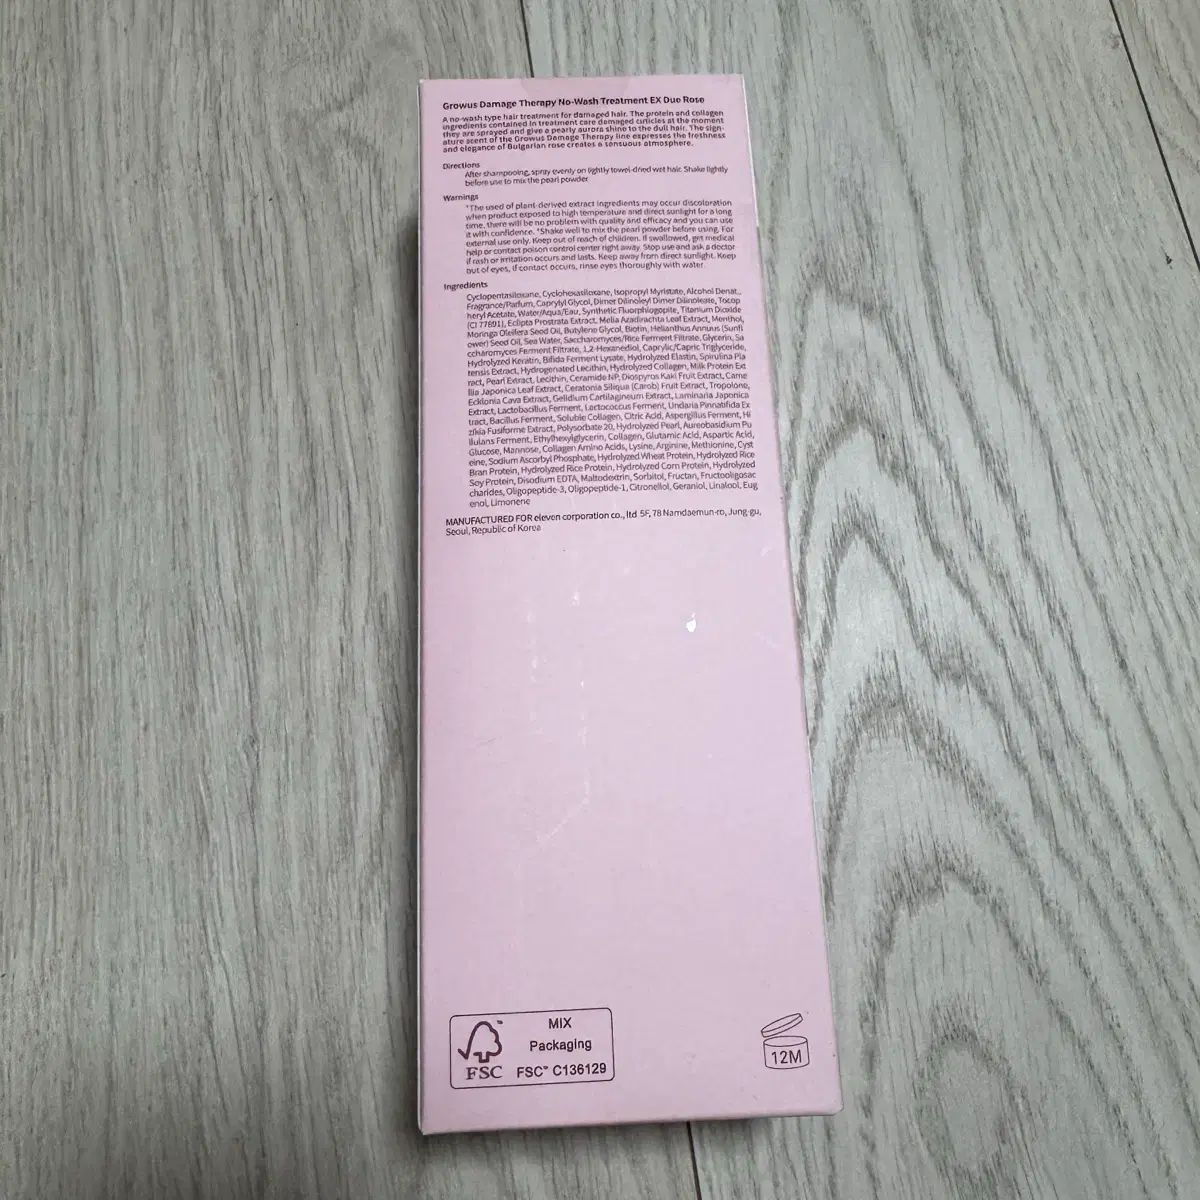 Growus Damage Therapy No-Wash Treatment EX Duo Rose
A no-wash type hair treatment for damaged hair. The protein and collagen
ingredients contained in treatment care damaged cuticles at the moment
they are sprayed and give a pearly aurora shine to the dull hair. The sign-
ature scent of the Growus Damage Therapy line expresses the freshness
and elegance of Bulgarian rose creates a sensuous atmosphere.
Directions
After shampooing, spray evenly on lightly towel-dried wet hair. Shake lightly
before use to mix the pearl powder
Warnings
*The used of plant-derived extract ingredients may occur discoloration
when product exposed to high temperature and direct sunlight for a long
time, there will be no problem with quality and efficacy and you can use
it with confidence. *Shake well to mix the pearl powder before using. For
external use only. Keep out of reach of children. If swallowed, get medical
help or contact poison control center right away. Stop use and ask a doctor
if rash or irritation occurs and lasts. Keep away from direct sunlight. Keep
out of eyes, if contact occurs, rinse eyes thoroughly with water.
Ingredients
Cyclopentasiloxane, Cyclohexasiloxane, Isopropyl Myristate, Alcohol Denat.,
Fragrance/Parfum, Caprylyl Glycol, Dimer Dilinoleyl Dimer Dilinoleate, Tocop
heryl Acetate, Water/Aqua/Eau, Synthetic Fluorphlogopite, Titanium Dioxide
(CI 77891), Eclipta Prostrata Extract, Melia Azadirachta Leaf Extract, Menthol,
Moringa Oleifera Seed Oil, Butylene Glycol, Biotin, Helianthus Annuus (Sunfl
ower) Seed Oil, Sea Water, Saccharomyces/Rice Ferment Filtrate, Glycerin, Sa
ccharomyces Ferment Filtrate, 1,2-Hexanediol, Caprylic/Capric Triglyceride,
Hydrolyzed Keratin, Bifida Ferment Lysate, Hydrolyzed Elastin, Spirulina Pla
tensis Extract, Hydrogenated Lecithin, Hydrolyzed Collagen, Milk Protein Ext
ract, Pearl Extract, Lecithin, Ceramide NP, Diospyros Kaki Fruit Extract, Came
llia Japonica Leaf Extract, Ceratonia Siliqua (Carob) Fruit Extract, Tropolone,
Ecklonia Cava Extract, Gelidium Cartilagineum Extract, Laminaria Japonica
Extract, Lactobacillus Ferment, Lactococcus Ferment, Undaria Pinnatifida Ex
tract, Bacillus Ferment, Soluble Collagen, Citric Acid, Aspergillus Ferment, Hi
zikia Fusiforme Extract, Polysorbate 20, Hydrolyzed Pearl, Aureobasidium Pu
llulans Ferment, Ethylhexylglycerin, Collagen, Glutamic Acid, Aspartic Acid,
Glucose, Mannose, Collagen Amino Acids, Lysine, Arginine, Methionine, Cyst
eine, Sodium Ascorbyl Phosphate, Hydrolyzed Wheat Protein, Hydrolyzed Rice
Bran Protein, Hydrolyzed Rice Protein, Hydrolyzed Corn Protein, Hydrolyzed
Soy Protein, Disodium EDTA, Maltodextrin, Sorbitol, Fructan, Fructooligosac
charides, Oligopeptide-3, Oligopeptide-1, Citronellol, Geraniol, Linalool, Eug
enol, Limonene
MANUFACTURED FOR eleven corporation co., ltd 5F, 78 Namdaemun-ro, Jung-gu,
Seoul, Republic of Korea
FSC
MIX
Packaging
FSC™ C136129
12M